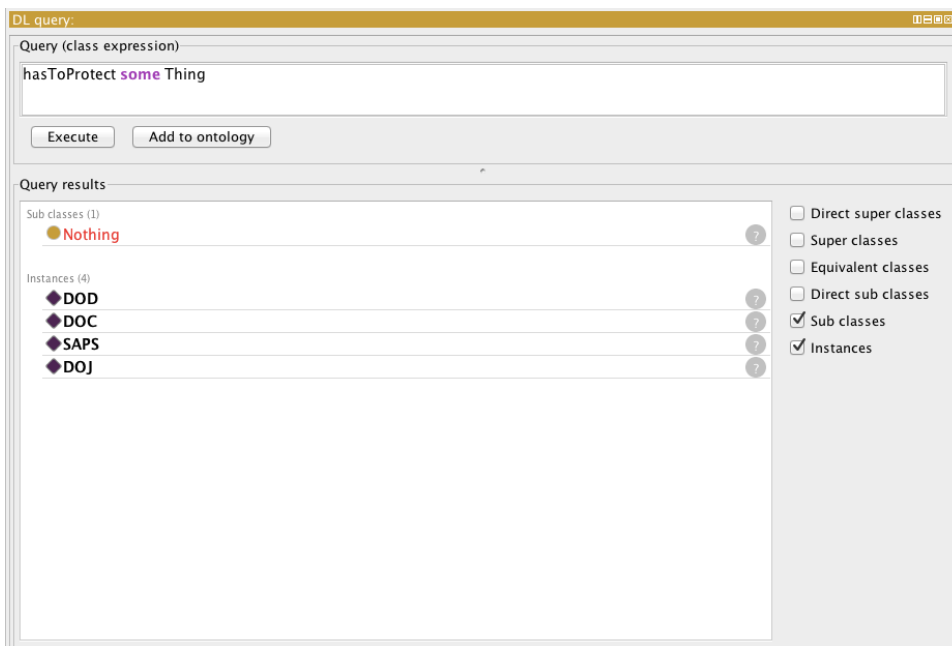 DL query:
Query (class expression)
hasToProtect some Thing
Execute Add to ontology
Query results
Sub classes (1)
Nothing
?
Instances (4)
DOD
?
DOC
?
SAPS
?
DOJ
?
Direct super classes
Super classes
Equivalent classes
Direct sub classes
Sub classes
Instances